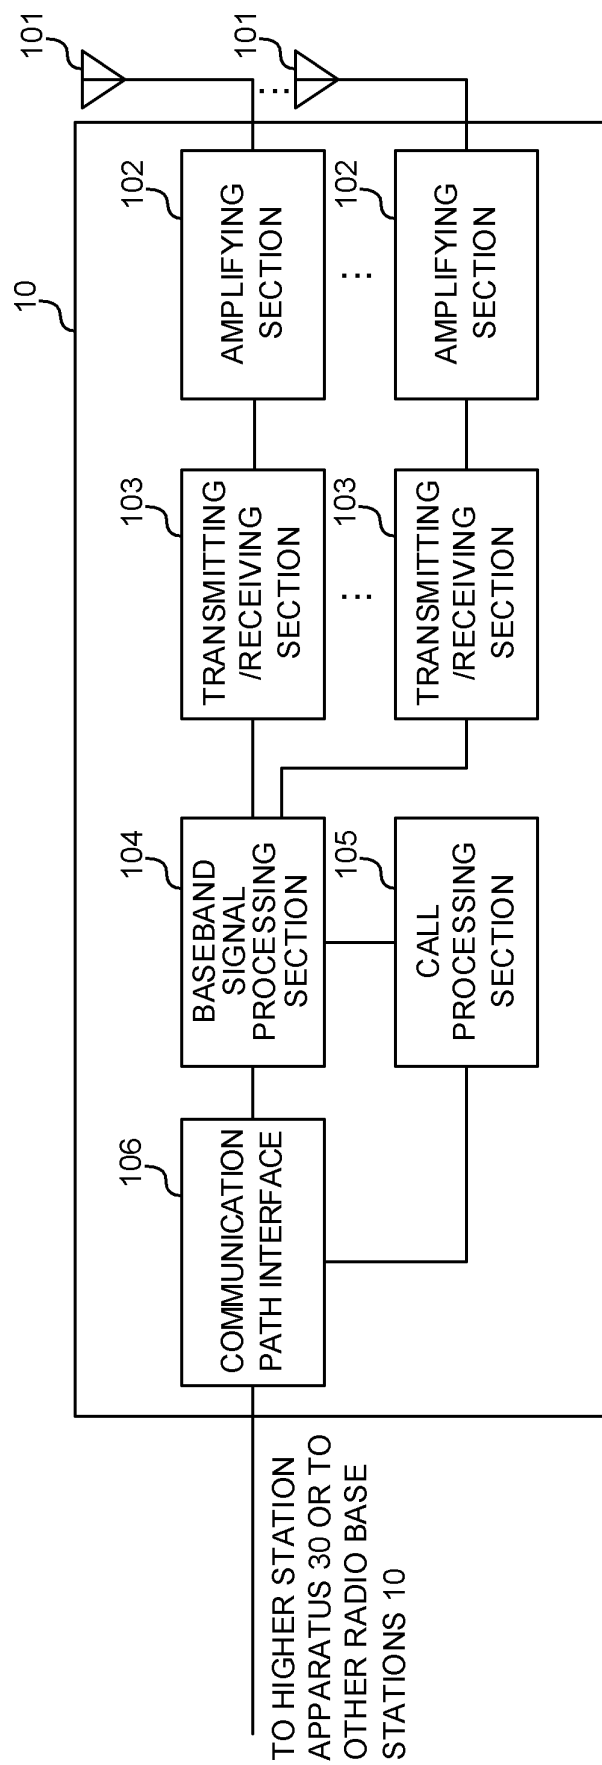 10
101
101
102
AMPLIFYING
SECTION
102
AMPLIFYING
SECTION
...
103
TRANSMITTING
/RECEIVING
SECTION
103
TRANSMITTING
/RECEIVING
SECTION
...
...
104
BASEBAND
SIGNAL
PROCESSING
SECTION
105
CALL
PROCESSING
SECTION
106
COMMUNICATION
PATH INTERFACE
TO HIGHER STATION
APPARATUS 30 OR TO
OTHER RADIO BASE
STATIONS 10